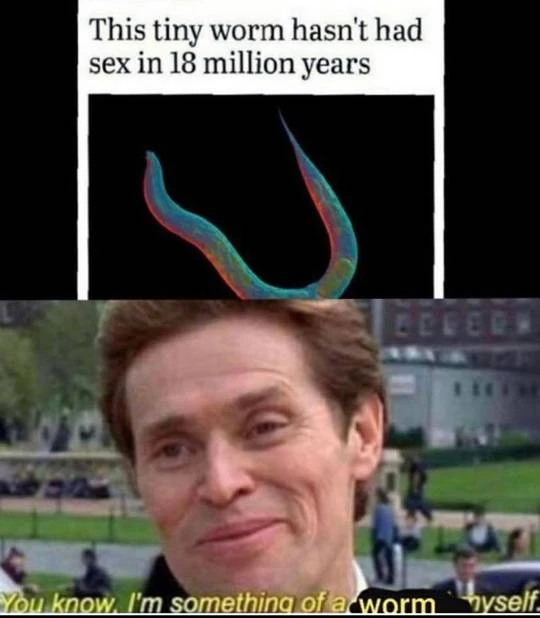 This tiny worm hasn't had
sex in 18 million years
You know, I'm something of a worm myself.